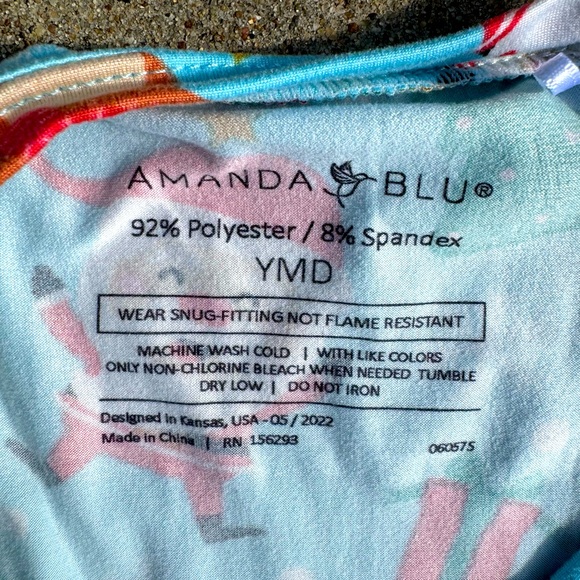 AMANDA BLU®
92% Polyester / 8% Spandex
YMD
WEAR SNUG-FITTING NOT FLAME RESISTANT
MACHINE WASH COLD | WITH LIKE COLORS
ONLY NON-CHLORINE BLEACH WHEN NEEDED TUMBLE
DRY LOW | DO NOT IRON
Designed in Kansas, USA - 05 / 2022
Made in China | RN 156293
060575